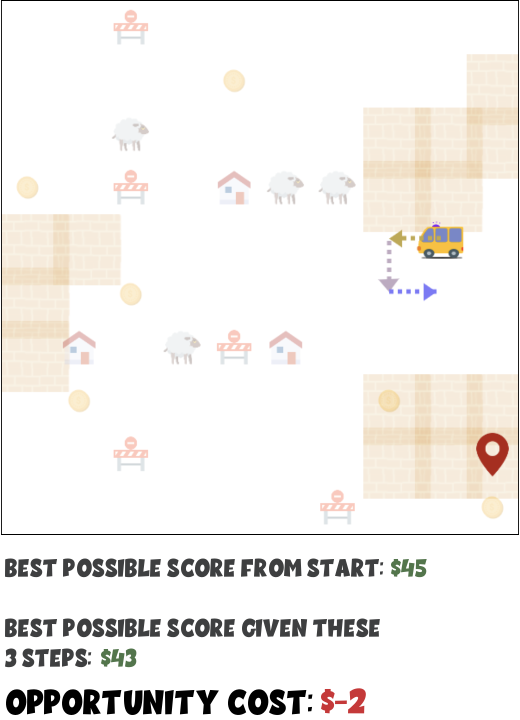 BEST POSSIBLE SCORE FROM START: $45
BEST POSSIBLE SCORE GIVEN THESE
3 STEPS: $43
OPPORTUNITY COST: $-2